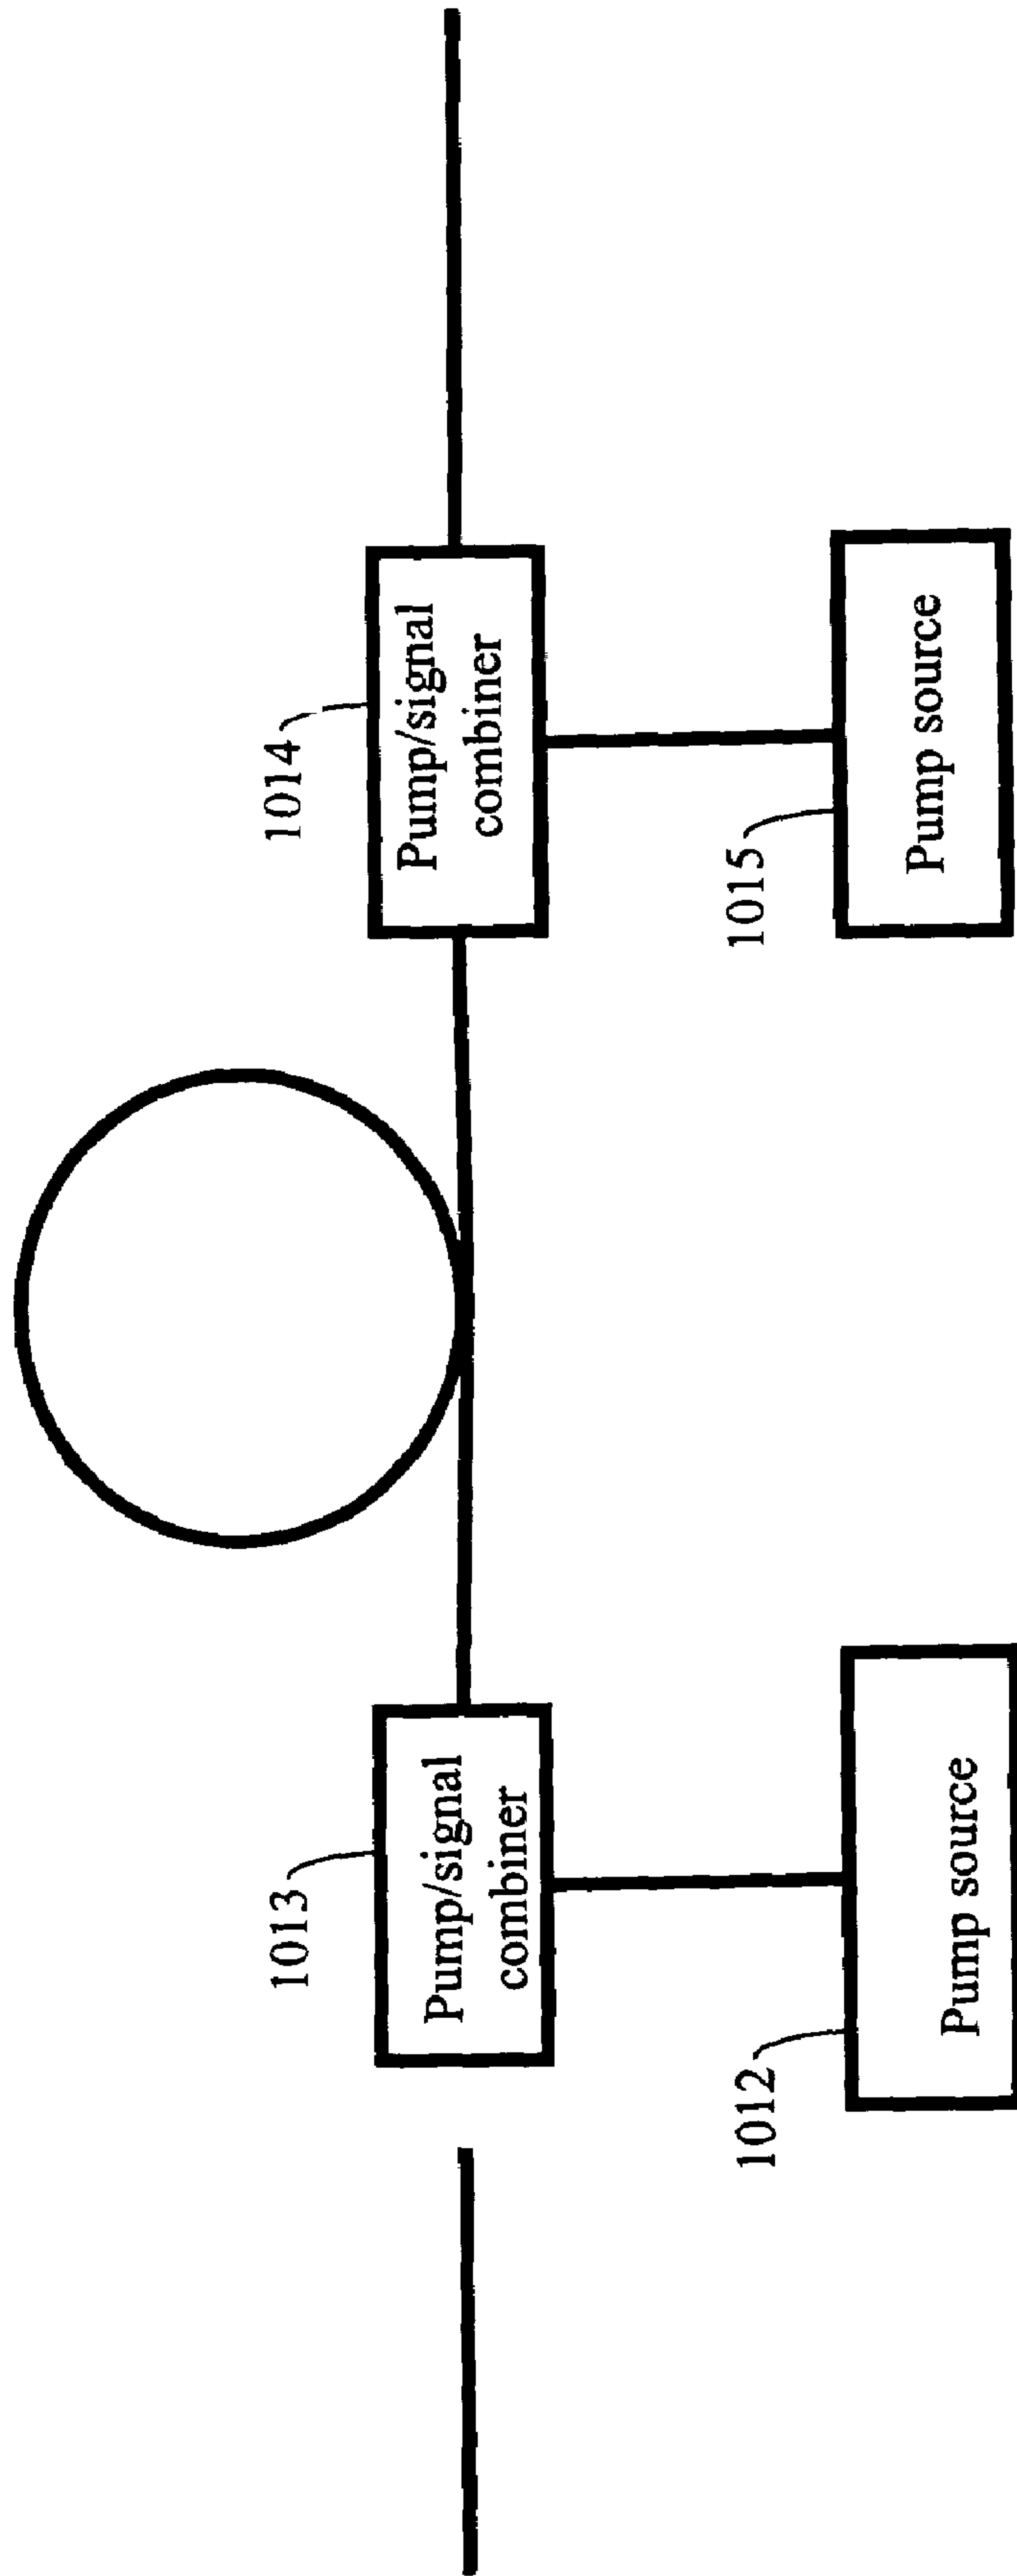 1013
Pump/signal
combiner
1012
Pump source
1014
Pump/signal
combiner
1015
Pump source